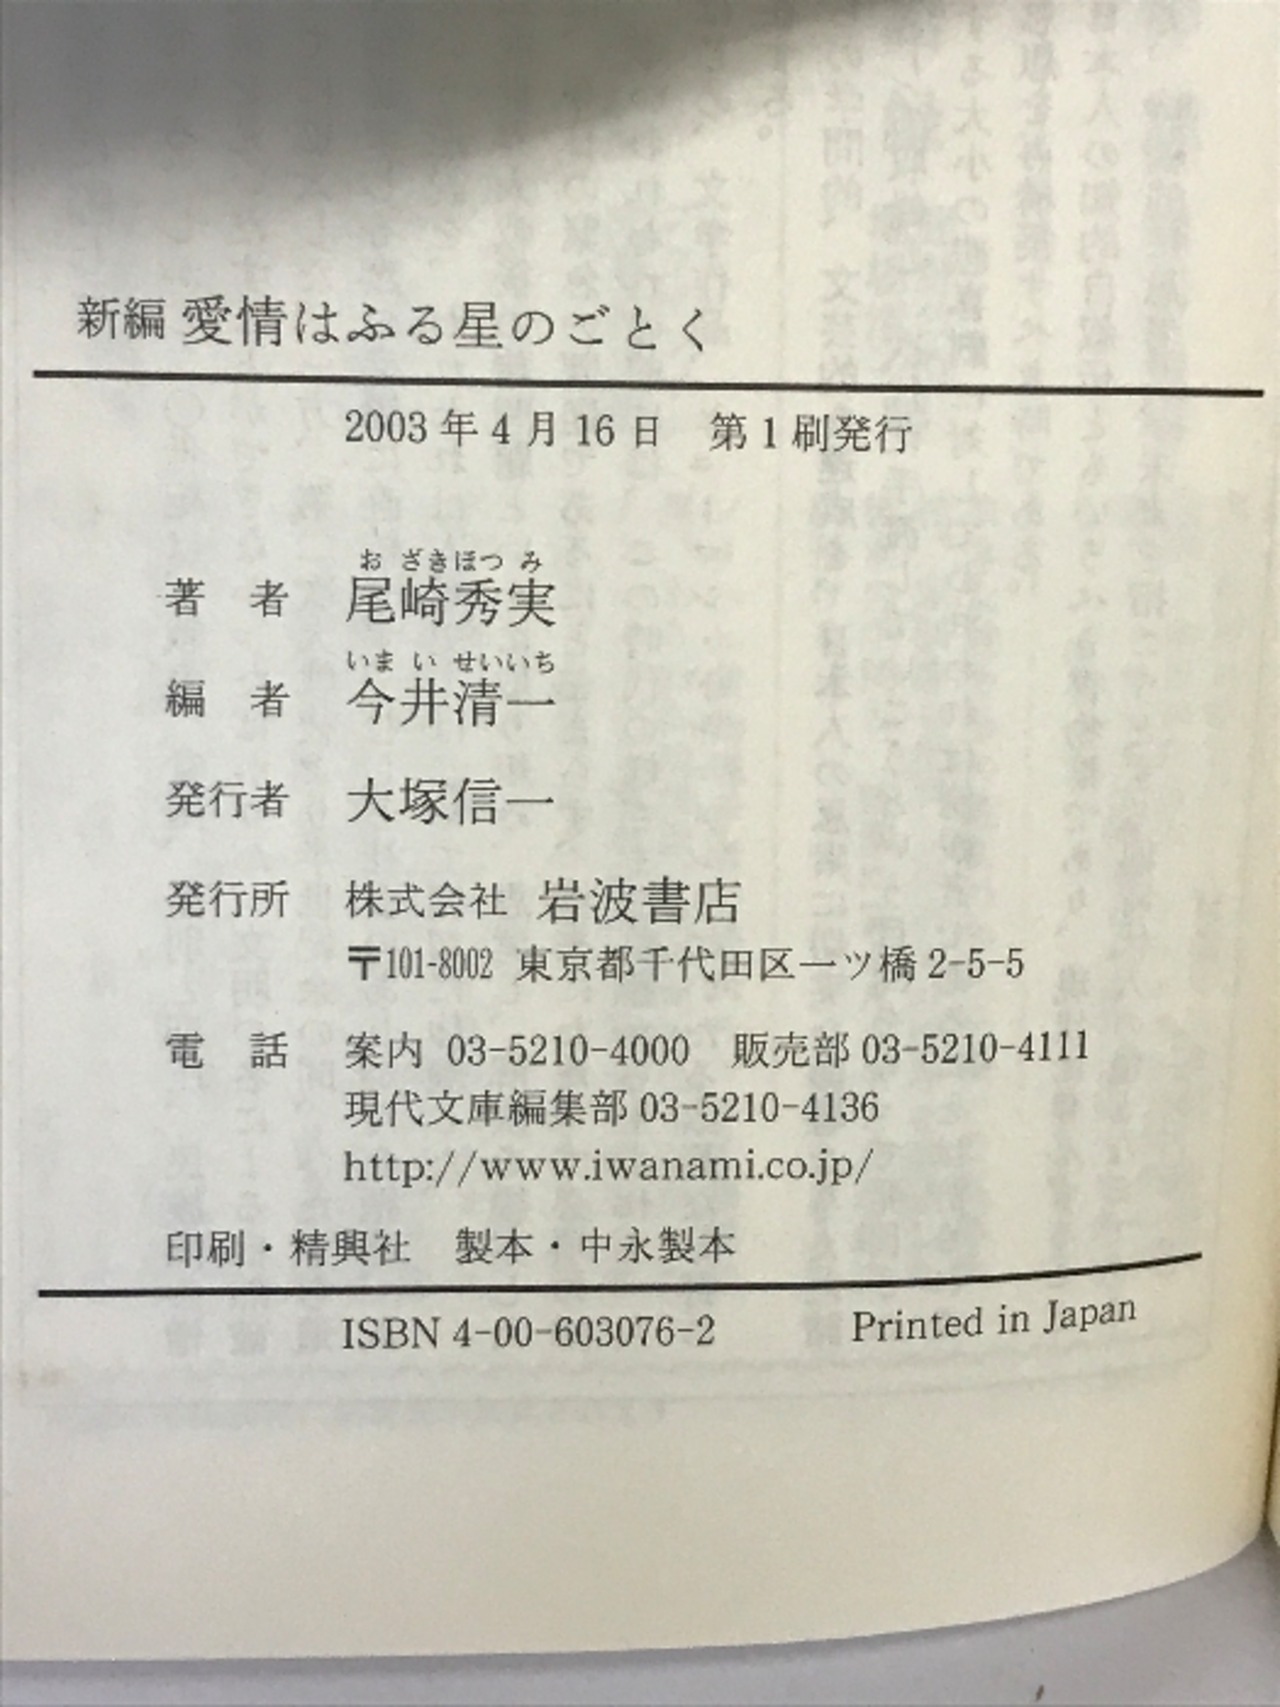 新編 愛情はふる星のごとく
2003年4月16日 第1刷発行
お ざき ほつ み
著 者 尾崎秀実
いま い せいいち
編 者 今井清一
発行者 大塚信一
発行所 株式会社 岩波書店
〒101-8002 東京都千代田区一ツ橋2-5-5
電 話 案内 03-5210-4000 販売部 03-5210-4111
現代文庫編集部 03-5210-4136
http://www.iwanami.co.jp/
印刷・精興社 製本・中永製本
ISBN 4-00-603076-2 Printed in Japan